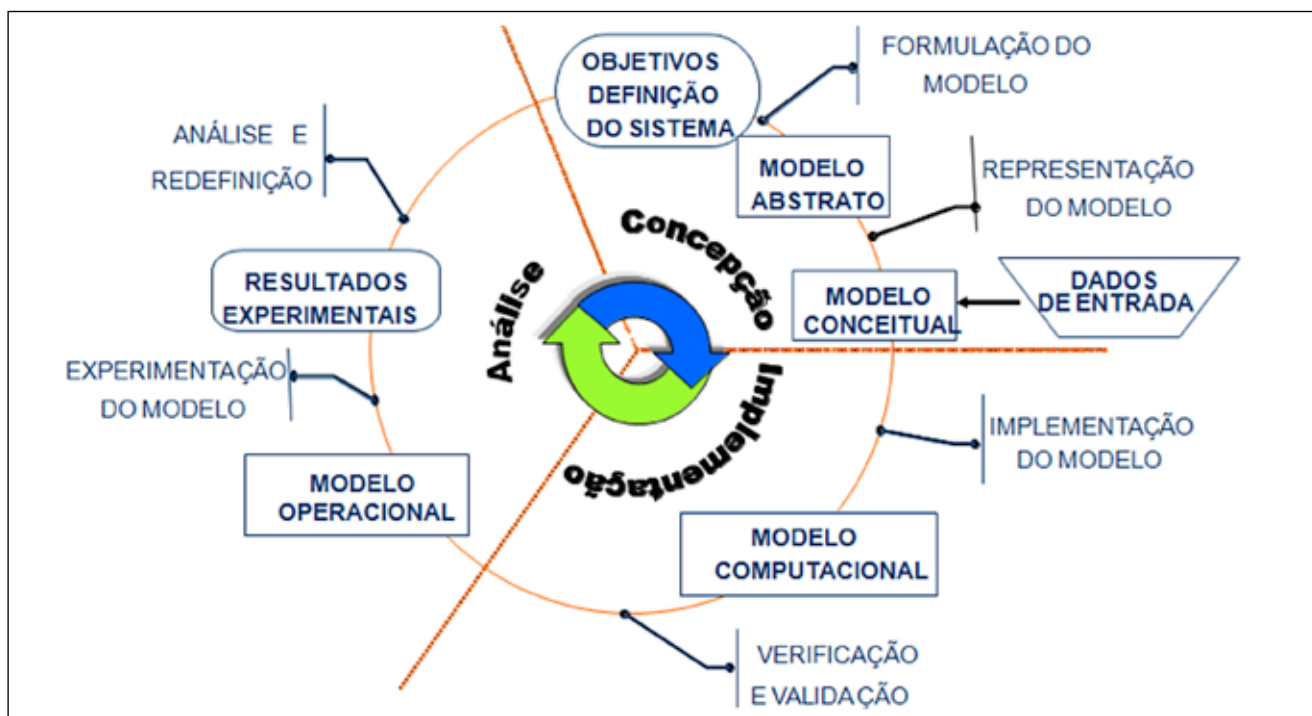 OBJETIVOS
DEFINIÇÃO
DO SISTEMA
FORMULAÇÃO DO
MODELO
MODELO
ABSTRATO
REPRESENTAÇÃO
DO MODELO
MODELO
CONCEITUAL
DADOS
DE ENTRADA
IMPLEMENTAÇÃO
DO MODELO
MODELO
COMPUTACIONAL
VERIFICAÇÃO
E VALIDAÇÃO
MODELO
OPERACIONAL
EXPERIMENTAÇÃO
DO MODELO
RESULTADOS
EXPERIMENTAIS
ANÁLISE E
REDEFINIÇÃO
Concepção
Implementação
Análise